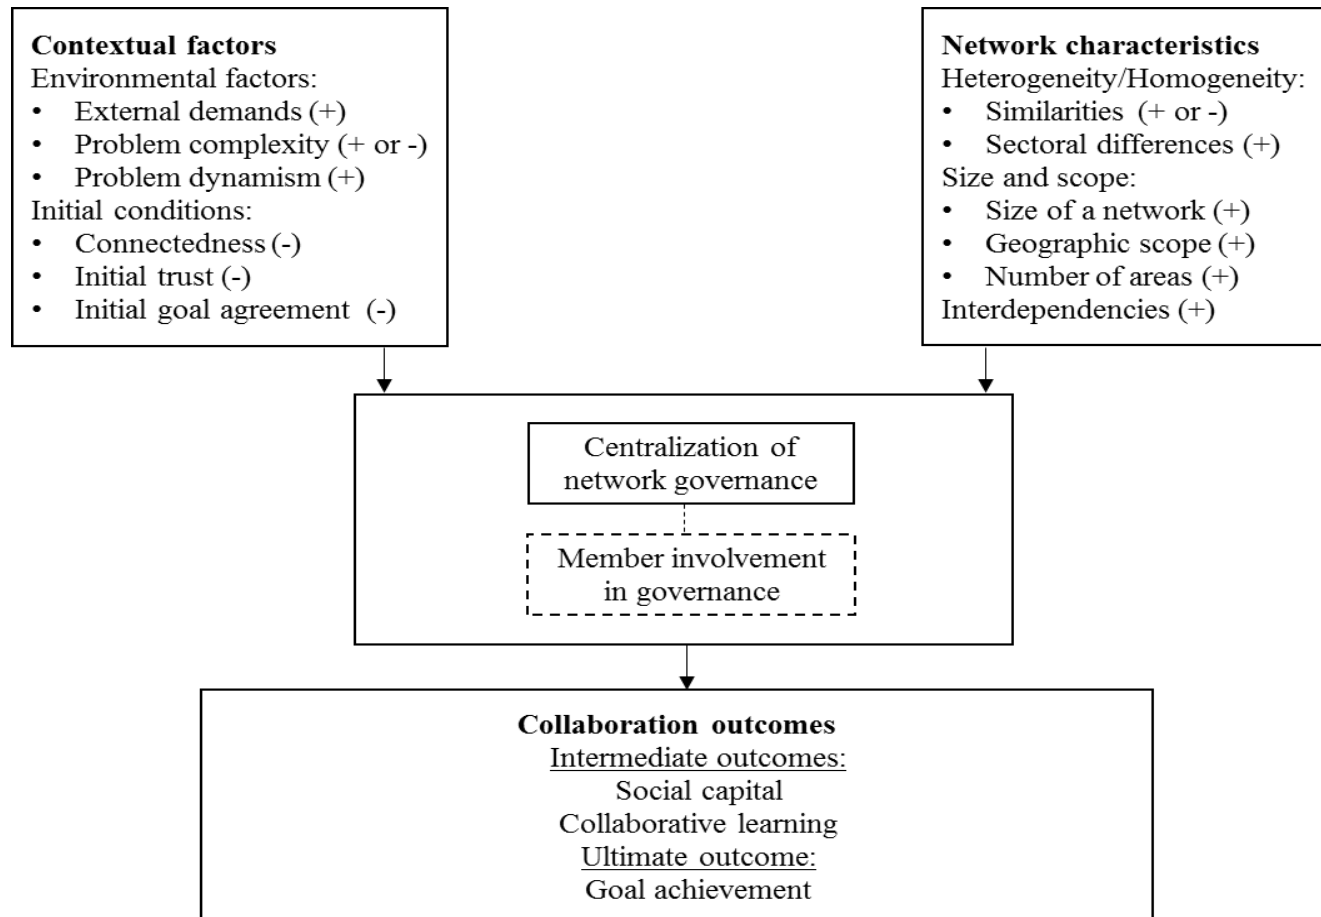 Contextual factors
Environmental factors:
• External demands (+)
• Problem complexity (+ or -)
• Problem dynamism (+)
Initial conditions:
• Connectedness (-)
• Initial trust (-)
• Initial goal agreement (-)
Network characteristics
Heterogeneity/Homogeneity:
• Similarities (+ or -)
• Sectoral differences (+)
Size and scope:
• Size of a network (+)
• Geographic scope (+)
• Number of areas (+)
Interdependencies (+)
Centralization of
network governance
Member involvement
in governance
Collaboration outcomes
Intermediate outcomes:
Social capital
Collaborative learning
Ultimate outcome:
Goal achievement